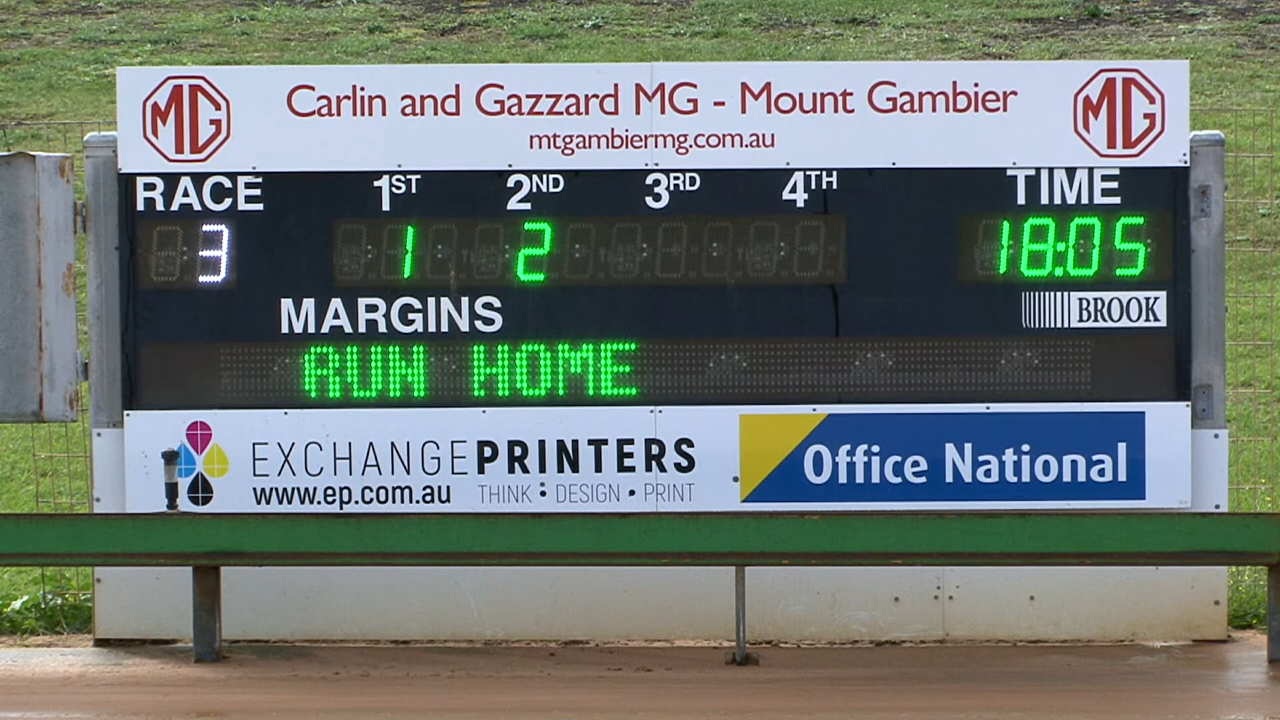 MG Carlin and Gazzard MG - Mount Gambier MG
mtgambiermg.com.au
RACE 1ST 2ND 3RD 4TH TIME
3 1 2 18:05
MARGINS BROOK
RUN HOME
EXCHANGEPRINTERS Office National
www.ep.com.au THINK • DESIGN • PRINT